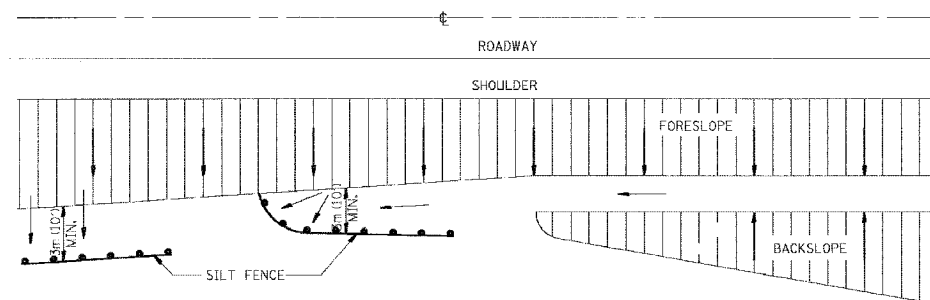 ℄
ROADWAY
SHOULDER
FORESLOPE
3m (10')
MIN.
3m (10')
MIN.
BACKSLOPE
SILT FENCE